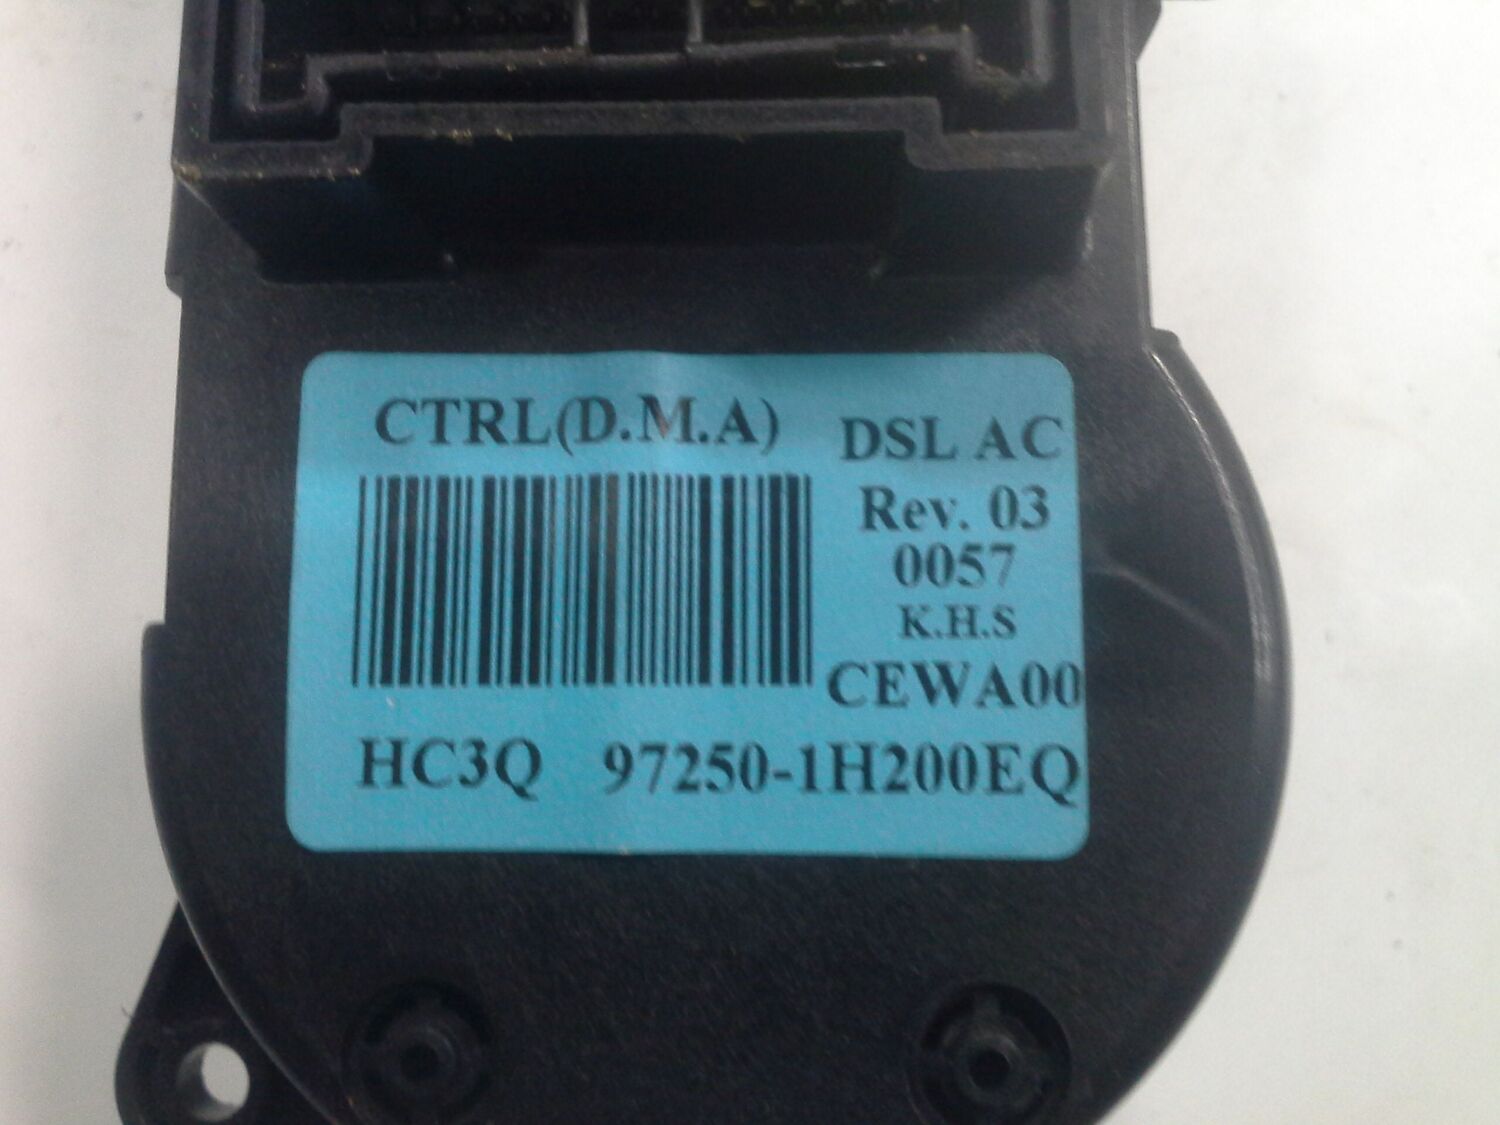 CTRL(D.M.A)
DSL AC
Rev. 03
0057
K.H.S
CEWA00
HC3Q 97250-1H200EQ